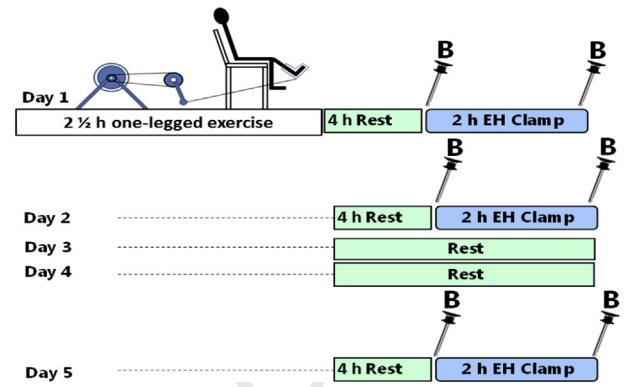 B B
Day 1
2 ½ h one-legged exercise 4 h Rest 2 h EH Clamp
B B
Day 2 4 h Rest 2 h EH Clamp
Day 3 Rest
Day 4 Rest
B B
Day 5 4 h Rest 2 h EH Clamp